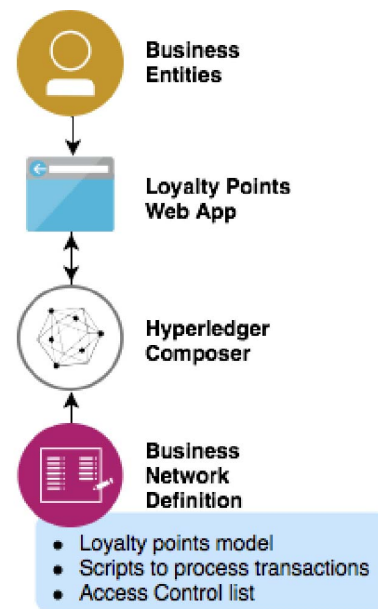 Business
Entities
Loyalty Points
Web App
Hyperledger
Composer
Business
Network
Definition
● Loyalty points model
● Scripts to process transactions
● Access Control list